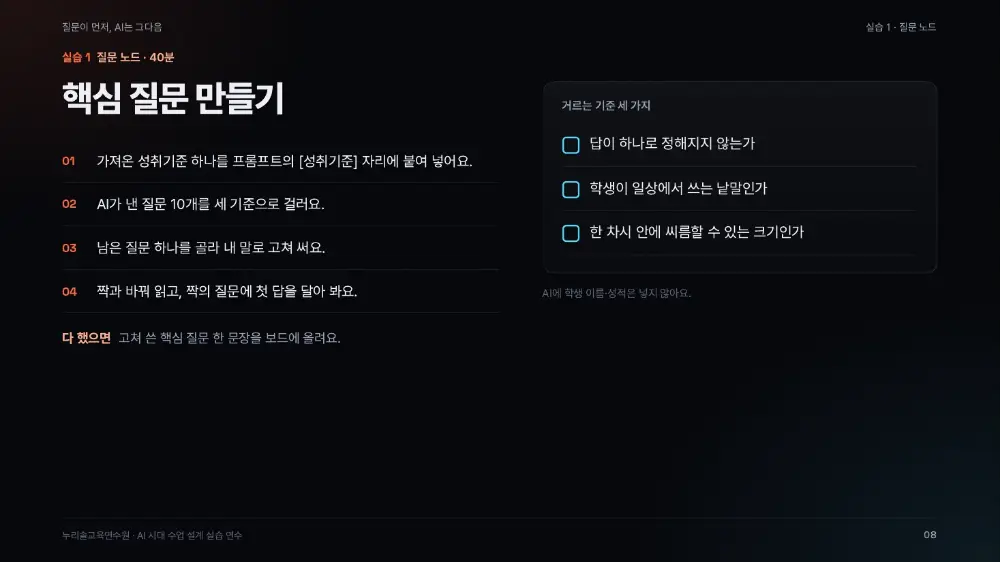 질문이 먼저, AI는 그다음
실습 1 · 질문 노드
실습 1 질문 노드 · 40분
핵심 질문 만들기
01 가져온 성취기준 하나를 프롬프트의 [성취기준] 자리에 붙여 넣어요.
02 AI가 낸 질문 10개를 세 기준으로 걸러요.
03 남은 질문 하나를 골라 내 말로 고쳐 써요.
04 짝과 바꿔 읽고, 짝의 질문에 첫 답을 달아 봐요.
다 했으면 고쳐 쓴 핵심 질문 한 문장을 보드에 올려요.
거르는 기준 세 가지
답이 하나로 정해지지 않는가
학생이 일상에서 쓰는 낱말인가
한 차시 안에 씨름할 수 있는 크기인가
AI에 학생 이름·성적은 넣지 않아요.
누리솔교육연수원 · AI 시대 수업 설계 실습 연수
08